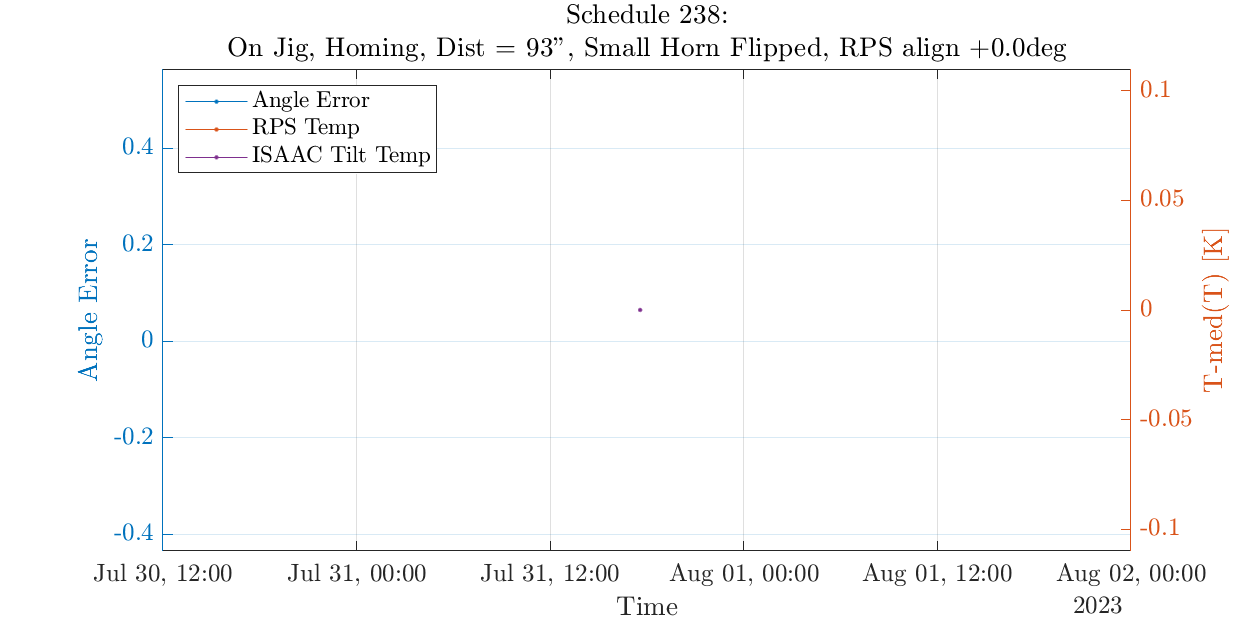 Schedule 238:
On Jig, Homing, Dist = 93", Small Horn Flipped, RPS align +0.0deg
Angle Error
RPS Temp
ISAAC Tilt Temp
0.4
0.2
0
-0.2
-0.4
Angle Error
0.1
0.05
0
-0.05
-0.1
T-med(T) [K]
Jul 30, 12:00
Jul 31, 00:00
Jul 31, 12:00
Aug 01, 00:00
Aug 01, 12:00
Aug 02, 00:00
Time
2023